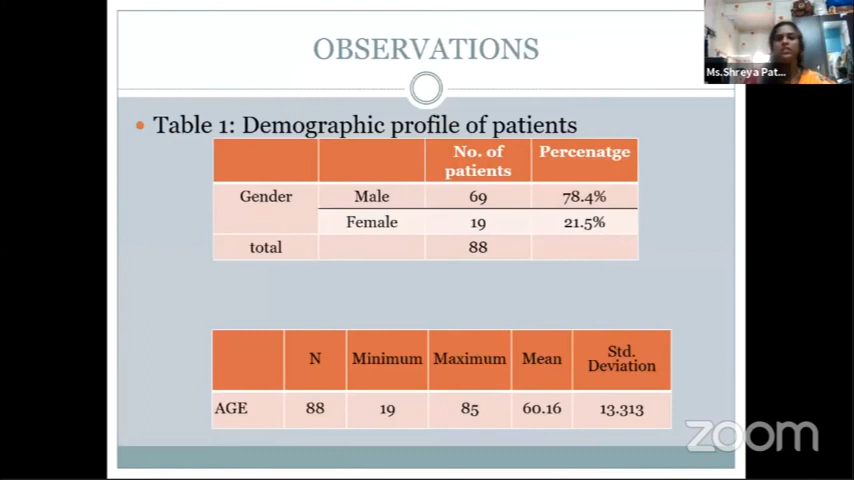 OBSERVATIONS
Ms.Shreya Pat...
• Table 1: Demographic profile of patients
No. of patients Percenatge
Gender Male 69 78.4%
Female 19 21.5%
total 88
N Minimum Maximum Mean Std. Deviation
AGE 88 19 85 60.16 13.313
zoom